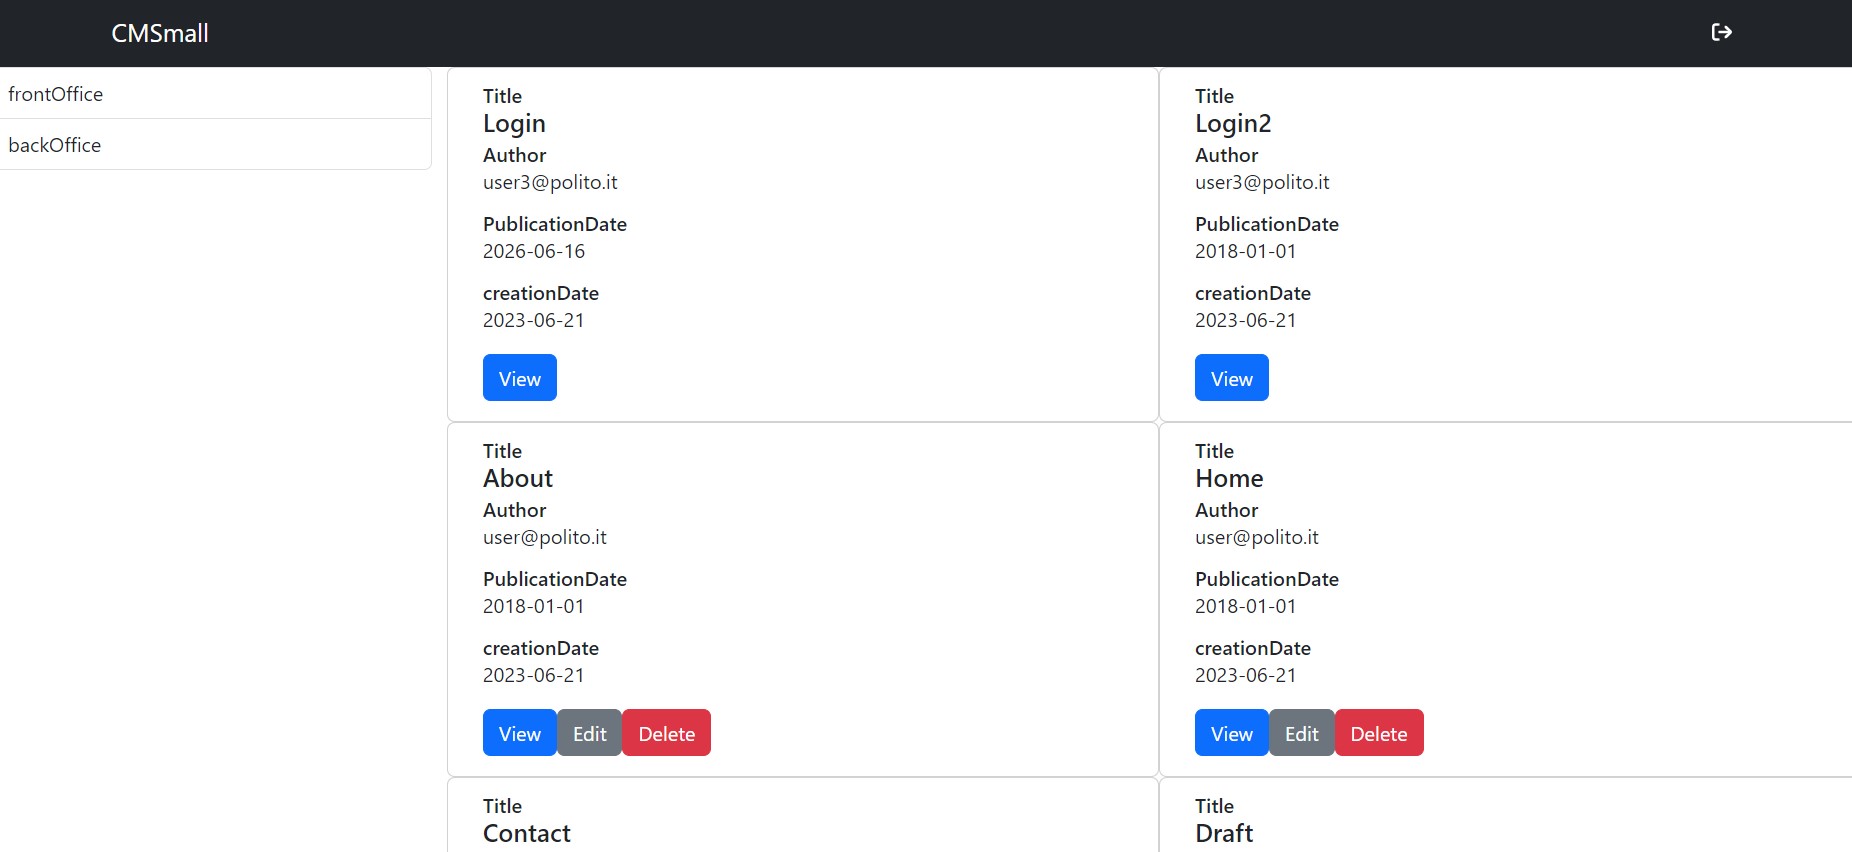 CMSmall
frontOffice
backOffice
Title
Login
Author
user3@polito.it
PublicationDate
2026-06-16
creationDate
2023-06-21
View
Title
Login2
Author
user3@polito.it
PublicationDate
2018-01-01
creationDate
2023-06-21
View
Title
About
Author
user@polito.it
PublicationDate
2018-01-01
creationDate
2023-06-21
View Edit Delete
Title
Home
Author
user@polito.it
PublicationDate
2018-01-01
creationDate
2023-06-21
View Edit Delete
Title
Contact
Title
Draft